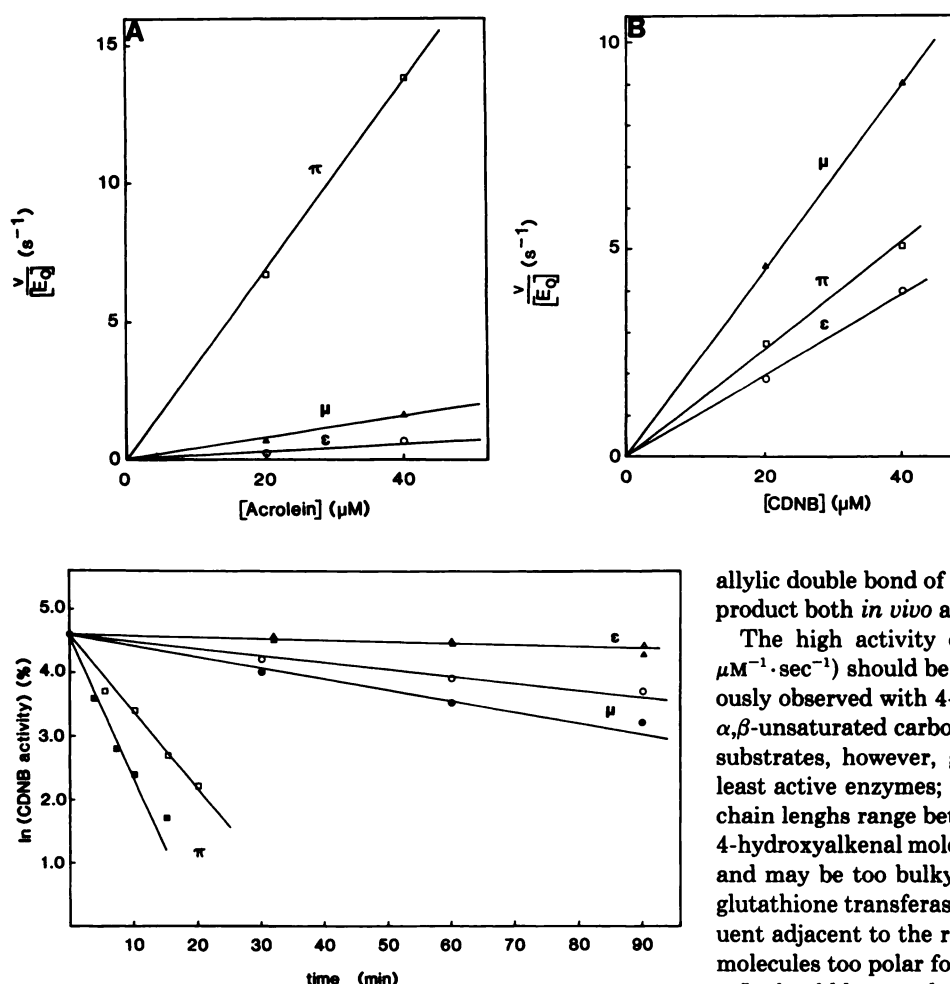 A
15
10
5
0
0
20
40
π
μ
ε
v
[E₀]
(s⁻¹)
[Acrolein] (μM)
B
10
5
0
0
20
40
μ
π
ε
v
[E₀]
(s⁻¹)
[CDNB] (μM)
5.0
4.0
3.0
2.0
1.0
ln (CDNB activity) (%)
ε
μ
π
10 20 30 40 50 60 70 80 90
time (min)
allylic double bond of
product both in vivo a
The high activity
μM⁻¹·sec⁻¹) should be
ously observed with 4-
α,β-unsaturated carbo
substrates, however,
least active enzymes;
chain lenghs range bet
4-hydroxyalkenal mole
and may be too bulky
glutathione transferas
uent adjacent to the r
molecules too polar fo